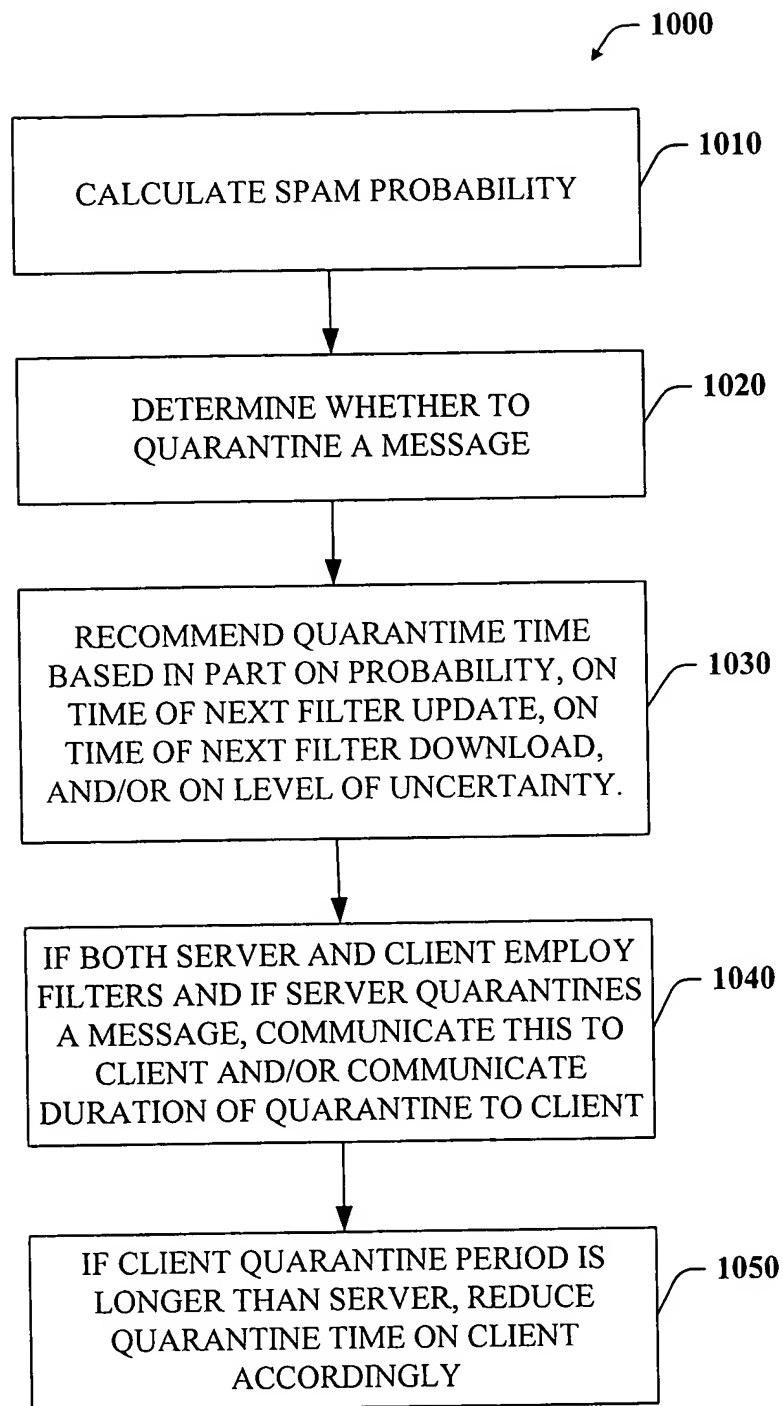 1000
CALCULATE SPAM PROBABILITY
1010
DETERMINE WHETHER TO
QUARANTINE A MESSAGE
1020
RECOMMEND QUARANTIME TIME
BASED IN PART ON PROBABILITY, ON
TIME OF NEXT FILTER UPDATE, ON
TIME OF NEXT FILTER DOWNLOAD,
AND/OR ON LEVEL OF UNCERTAINTY.
1030
IF BOTH SERVER AND CLIENT EMPLOY
FILTERS AND IF SERVER QUARANTINES
A MESSAGE, COMMUNICATE THIS TO
CLIENT AND/OR COMMUNICATE
DURATION OF QUARANTINE TO CLIENT
1040
IF CLIENT QUARANTINE PERIOD IS
LONGER THAN SERVER, REDUCE
QUARANTINE TIME ON CLIENT
ACCORDINGLY
1050